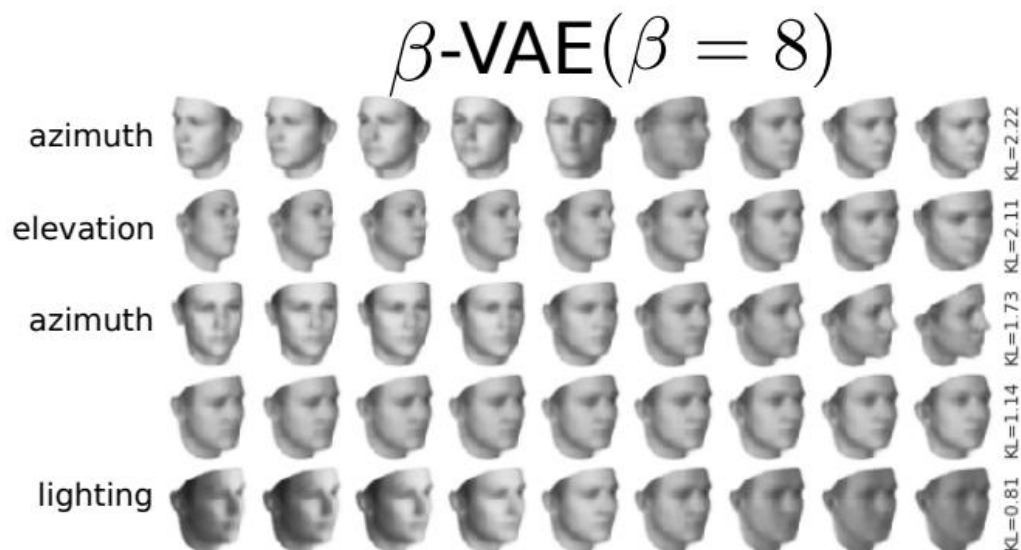 β-VAE(β = 8)
azimuth
KL=2.22
elevation
KL=2.11
azimuth
KL=1.73
KL=1.14
lighting
KL=0.81